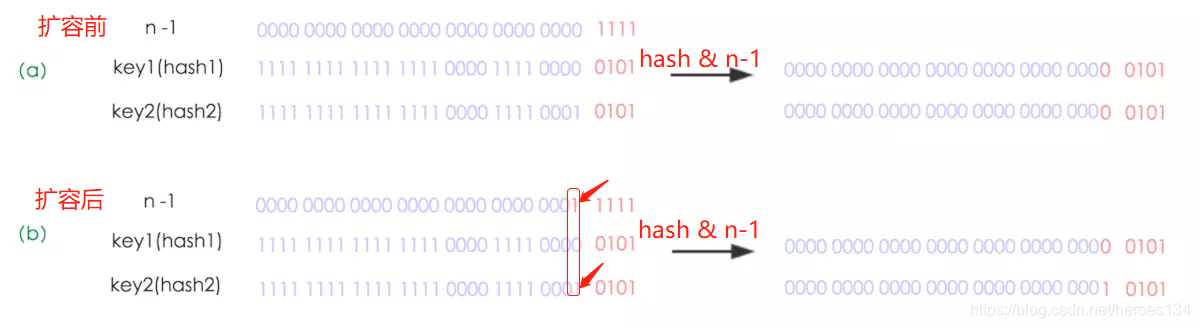 扩容前 n -1 0000 0000 0000 0000 0000 0000 0000 1111
(a) key1(hash1) 1111 1111 1111 1111 0000 1111 0000 0101 hash & n-1 0000 0000 0000 0000 0000 0000 0000 0101
key2(hash2) 1111 1111 1111 1111 0000 1111 0001 0101 0000 0000 0000 0000 0000 0000 0000 0101
扩容后 n -1 0000 0000 0000 0000 0000 0000 0001 1111
(b) key1(hash1) 1111 1111 1111 1111 0000 1111 0000 0101 hash & n-1 0000 0000 0000 0000 0000 0000 0000 0101
key2(hash2) 1111 1111 1111 1111 0000 1111 0001 0101 0000 0000 0000 0000 0000 0000 0001 0101
https://blog.csdn.net/heroes134